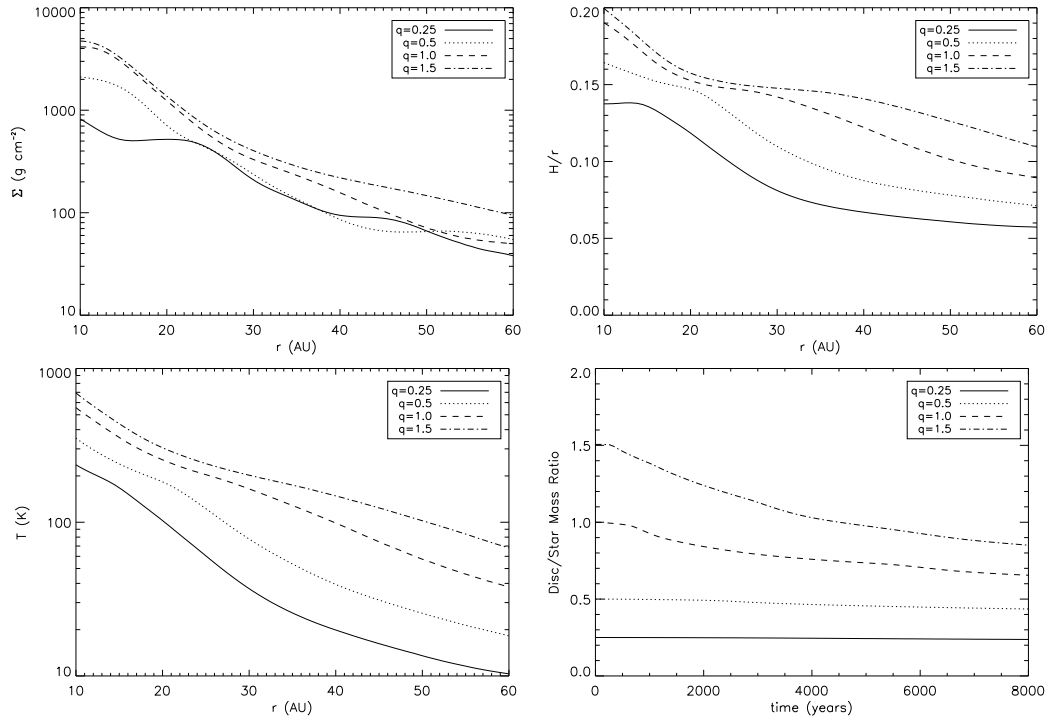 10000
1000
100
10
Σ (g cm⁻²)
10 20 30 40 50 60
r (AU)
q=0.25
q=0.5
q=1.0
q=1.5
0.20
0.15
0.10
0.05
0.00
H/r
10 20 30 40 50 60
r (AU)
q=0.25
q=0.5
q=1.0
q=1.5
1000
100
10
T (K)
10 20 30 40 50 60
r (AU)
q=0.25
q=0.5
q=1.0
q=1.5
2.0
1.5
1.0
0.5
0.0
Disc/Star Mass Ratio
0 2000 4000 6000 8000
time (years)
q=0.25
q=0.5
q=1.0
q=1.5